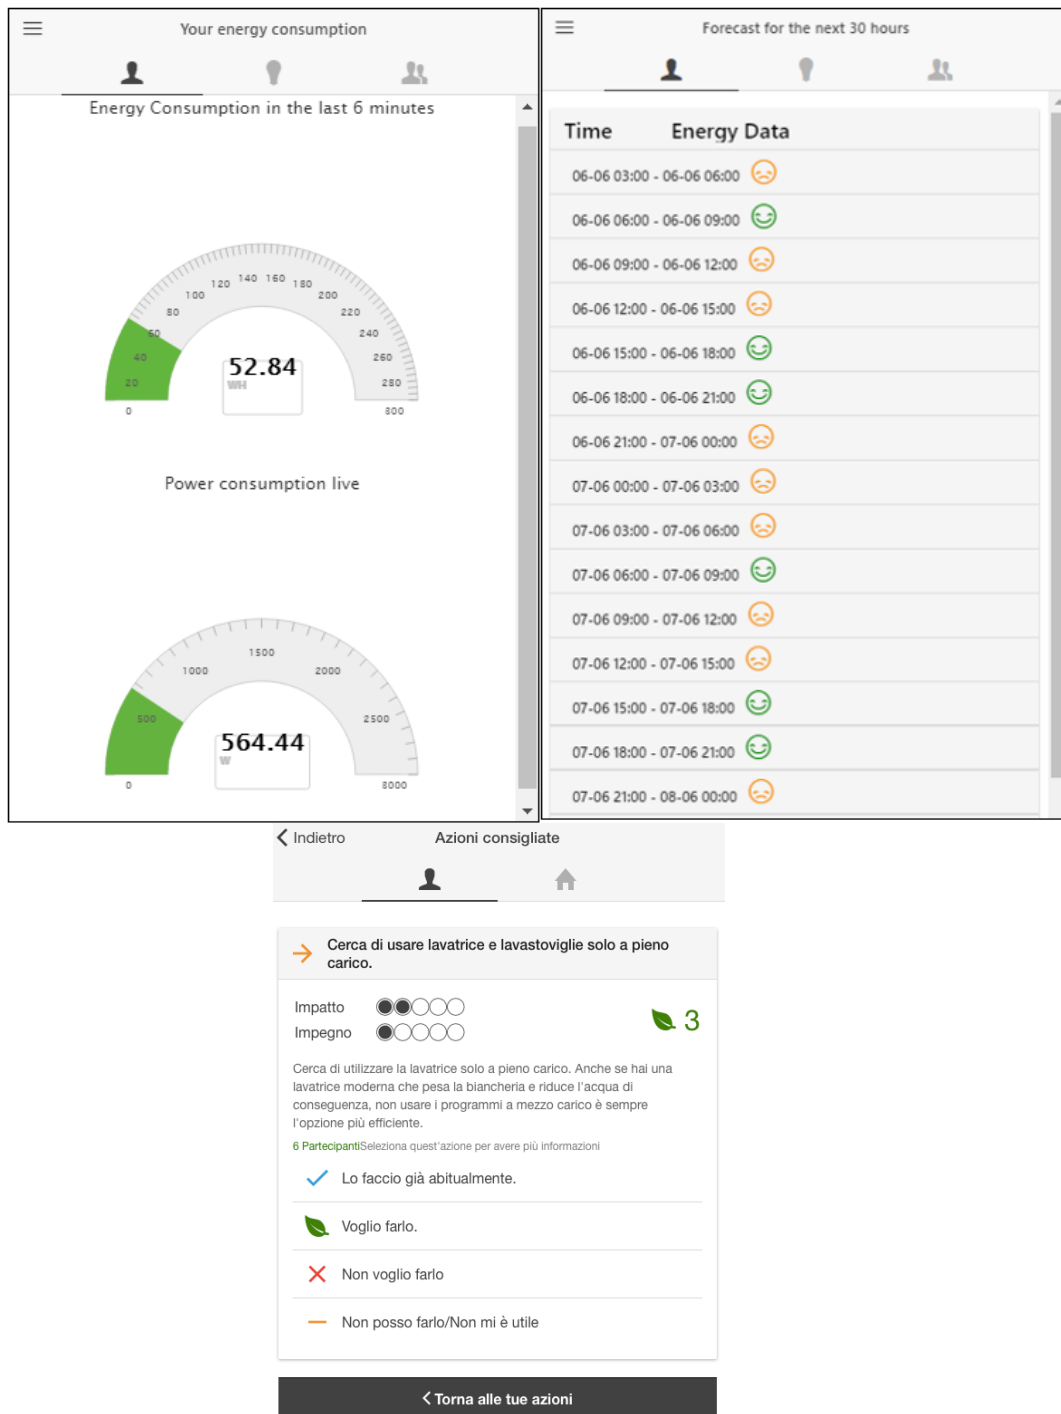 Your energy consumption
Energy Consumption in the last 6 minutes
0
20
40
60
80
100
120
140
160
180
200
220
240
260
280
800
52.84
WH
Power consumption live
0
500
1000
1500
2000
2500
8000
564.44
W
Forecast for the next 30 hours
Time Energy Data
06-06 03:00 - 06-06 06:00
06-06 06:00 - 06-06 09:00
06-06 09:00 - 06-06 12:00
06-06 12:00 - 06-06 15:00
06-06 15:00 - 06-06 18:00
06-06 18:00 - 06-06 21:00
06-06 21:00 - 07-06 00:00
07-06 00:00 - 07-06 03:00
07-06 03:00 - 07-06 06:00
07-06 06:00 - 07-06 09:00
07-06 09:00 - 07-06 12:00
07-06 12:00 - 07-06 15:00
07-06 15:00 - 07-06 18:00
07-06 18:00 - 07-06 21:00
07-06 21:00 - 08-06 00:00
Indietro Azioni consigliate
Cerca di usare lavatrice e lavastoviglie solo a pieno
carico.
Impatto
Impegno
3
Cerca di utilizzare la lavatrice solo a pieno carico. Anche se hai una
lavatrice moderna che pesa la biancheria e riduce l'acqua di
conseguenza, non usare i programmi a mezzo carico è sempre
l'opzione più efficiente.
6 PartecipantiSeleziona quest'azione per avere più informazioni
Lo faccio già abitualmente.
Voglio farlo.
Non voglio farlo
Non posso farlo/Non mi è utile
Torna alle tue azioni